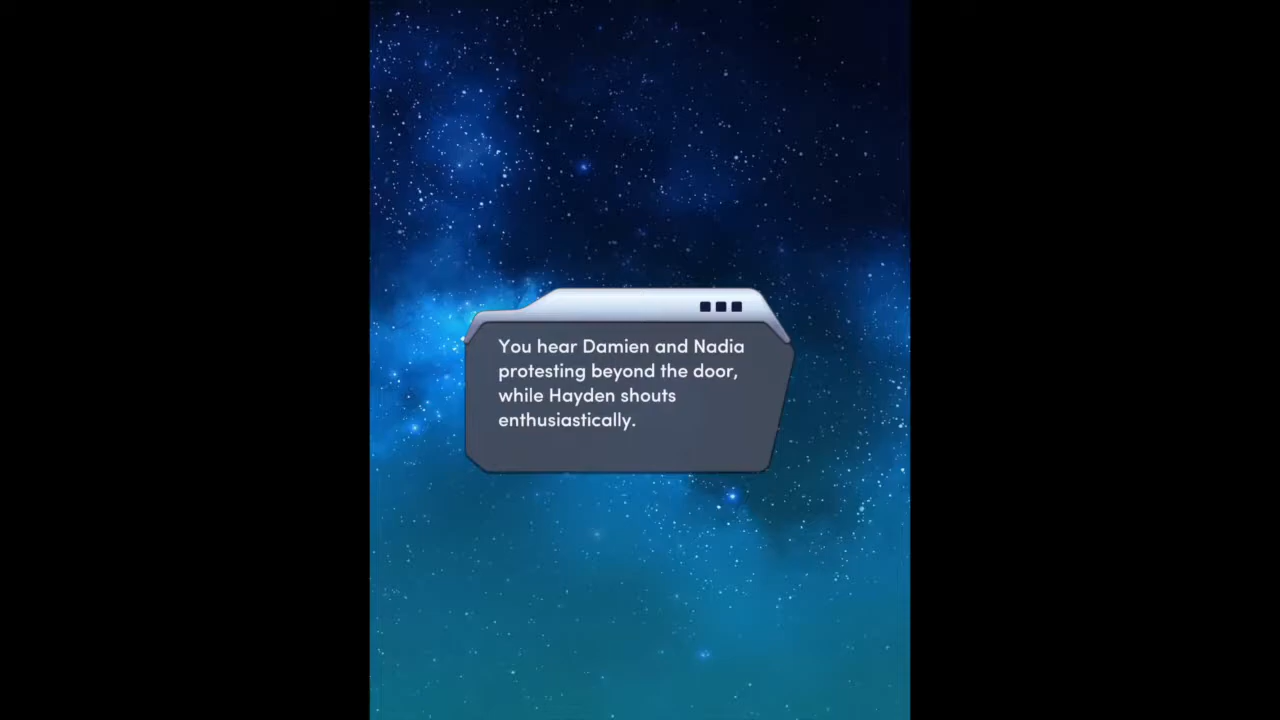 You hear Damien and Nadia
protesting beyond the door,
while Hayden shouts
enthusiastically.